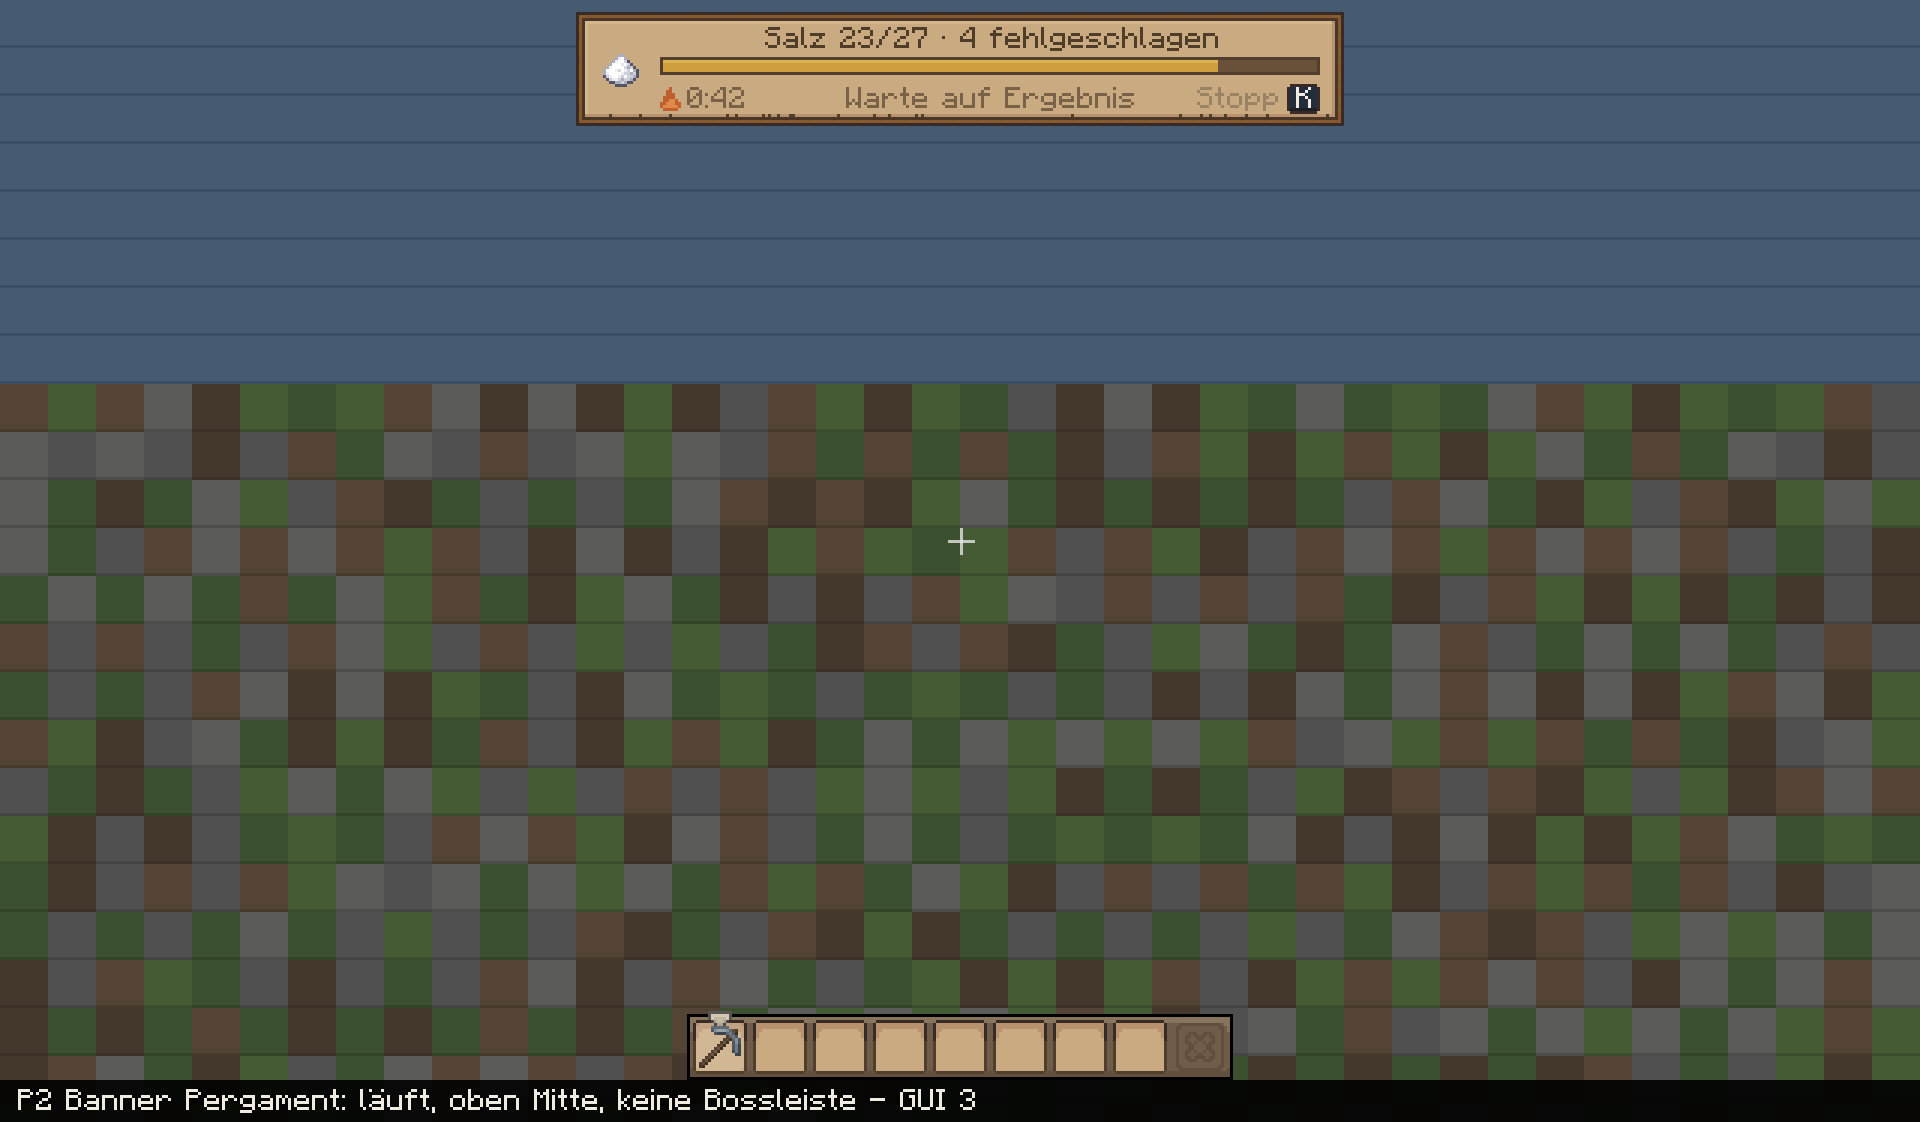 Salz 23/27 · 4 fehlgeschlagen
0:42 Warte auf Ergebnis Stopp K
P2 Banner Pergament: läuft, oben Mitte, keine Bossleiste – GUI 3